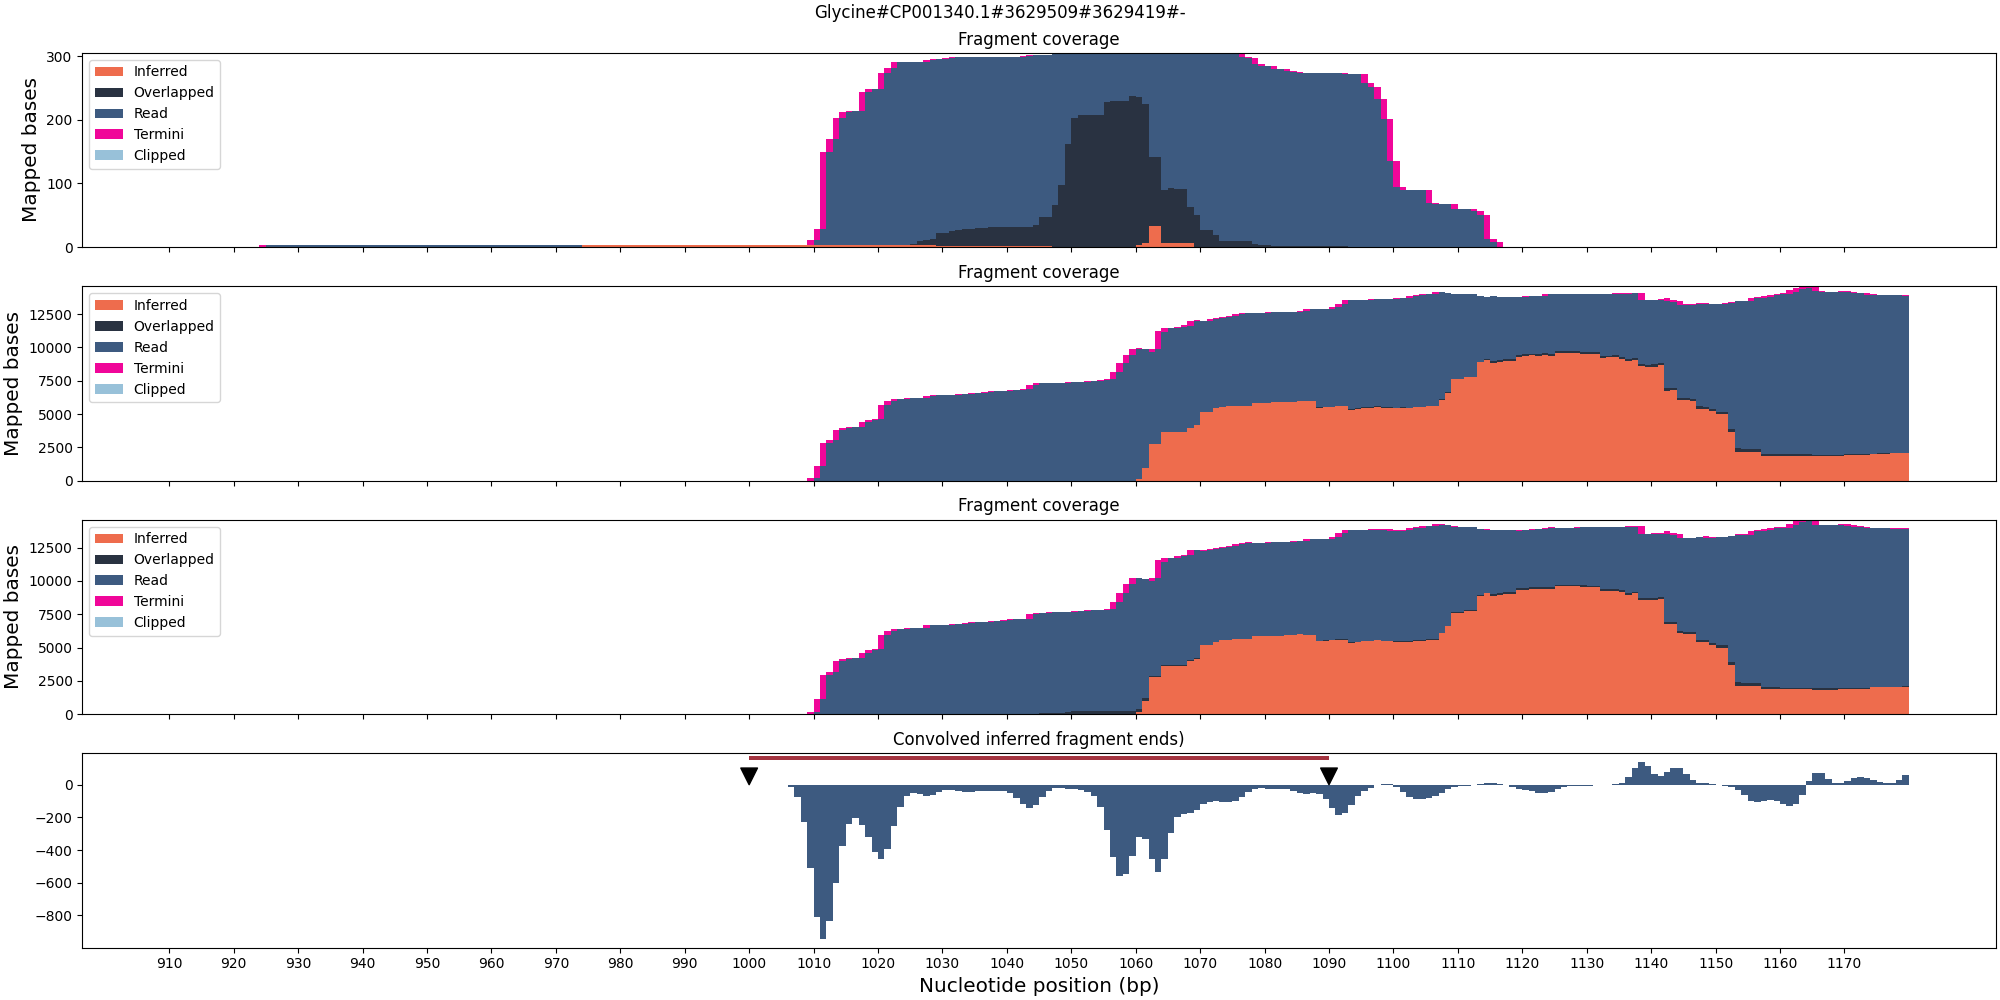 Glycine#CP001340.1#3629509#3629419#-
Fragment coverage
Mapped bases
300
200
100
0
Inferred
Overlapped
Read
Termini
Clipped
Fragment coverage
Mapped bases
12500
10000
7500
5000
2500
0
Inferred
Overlapped
Read
Termini
Clipped
Fragment coverage
Mapped bases
12500
10000
7500
5000
2500
0
Inferred
Overlapped
Read
Termini
Clipped
Convolved inferred fragment ends)
0
−200
−400
−600
−800
910 920 930 940 950 960 970 980 990 1000 1010 1020 1030 1040 1050 1060 1070 1080 1090 1100 1110 1120 1130 1140 1150 1160 1170
Nucleotide position (bp)